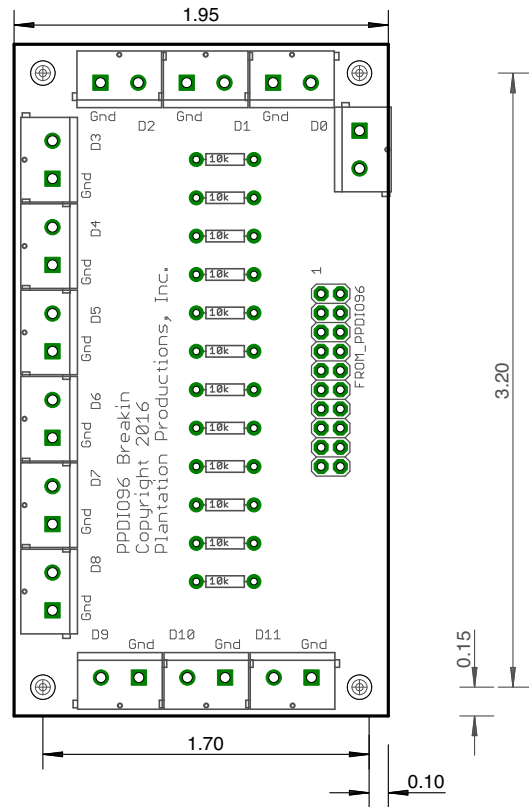 1.95
Gnd
D2
Gnd
D1
Gnd
D0
D3
Gnd
D4
Gnd
D5
Gnd
D6
Gnd
D7
Gnd
D8
Gnd
10k
10k
10k
10k
10k
10k
10k
10k
10k
10k
10k
10k
PPDIO96 Breakin
Copyright 2016
Plantation Productions, Inc.
1
FROM_PPDIO96
3.20
D9
Gnd
D10
Gnd
D11
Gnd
0.15
1.70
0.10